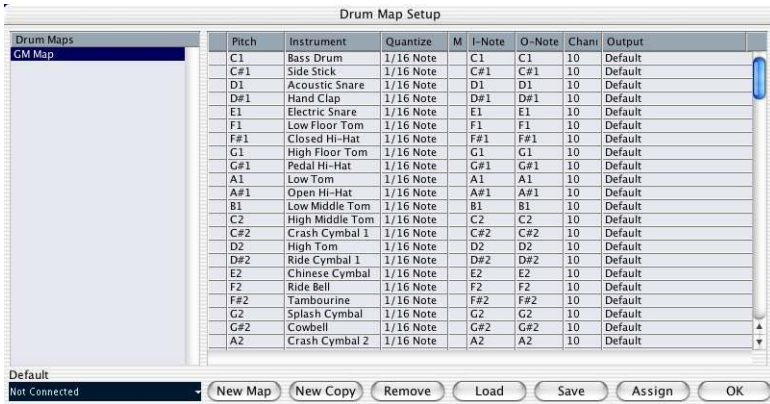 Drum Map Setup
Drum Maps
GM Map
Pitch Instrument Quantize M I-Note O-Note Chan Output
C1 Bass Drum 1/16 Note C1 C1 10 Default
C#1 Side Stick 1/16 Note C#1 C#1 10 Default
D1 Acoustic Snare 1/16 Note D1 D1 10 Default
D#1 Hand Clap 1/16 Note D#1 D#1 10 Default
E1 Electric Snare 1/16 Note E1 E1 10 Default
F1 Low Floor Tom 1/16 Note F1 F1 10 Default
F#1 Closed Hi-Hat 1/16 Note F#1 F#1 10 Default
G1 High Floor Tom 1/16 Note G1 G1 10 Default
G#1 Pedal Hi-Hat 1/16 Note G#1 G#1 10 Default
A1 Low Tom 1/16 Note A1 A1 10 Default
A#1 Open Hi-Hat 1/16 Note A#1 A#1 10 Default
B1 Low Middle Tom 1/16 Note B1 B1 10 Default
C2 High Middle Tom 1/16 Note C2 C2 10 Default
C#2 Crash Cymbal 1 1/16 Note C#2 C#2 10 Default
D2 High Tom 1/16 Note D2 D2 10 Default
D#2 Ride Cymbal 1 1/16 Note D#2 D#2 10 Default
E2 Chinese Cymbal 1/16 Note E2 E2 10 Default
F2 Ride Bell 1/16 Note F2 F2 10 Default
F#2 Tambourine 1/16 Note F#2 F#2 10 Default
G2 Splash Cymbal 1/16 Note G2 G2 10 Default
G#2 Cowbell 1/16 Note G#2 G#2 10 Default
A2 Crash Cymbal 2 1/16 Note A2 A2 10 Default
Default
Not Connected
New Map New Copy Remove Load Save Assign OK